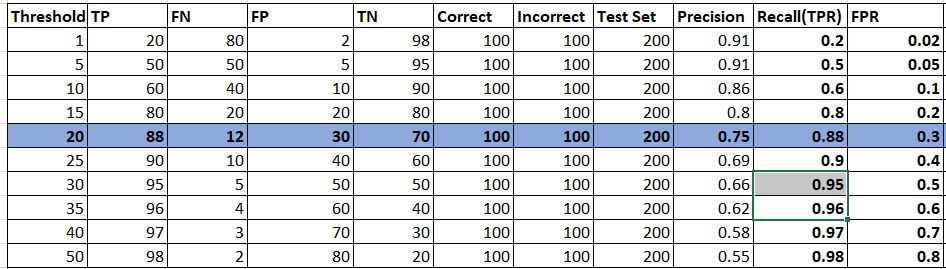 Threshold TP FN FP TN Correct Incorrect Test Set Precision Recall(TPR) FPR
1 20 80 2 98 100 100 200 0.91 0.2 0.02
5 50 50 5 95 100 100 200 0.91 0.5 0.05
10 60 40 10 90 100 100 200 0.86 0.6 0.1
15 80 20 20 80 100 100 200 0.8 0.8 0.2
20 88 12 30 70 100 100 200 0.75 0.88 0.3
25 90 10 40 60 100 100 200 0.69 0.9 0.4
30 95 5 50 50 100 100 200 0.66 0.95 0.5
35 96 4 60 40 100 100 200 0.62 0.96 0.6
40 97 3 70 30 100 100 200 0.58 0.97 0.7
50 98 2 80 20 100 100 200 0.55 0.98 0.8